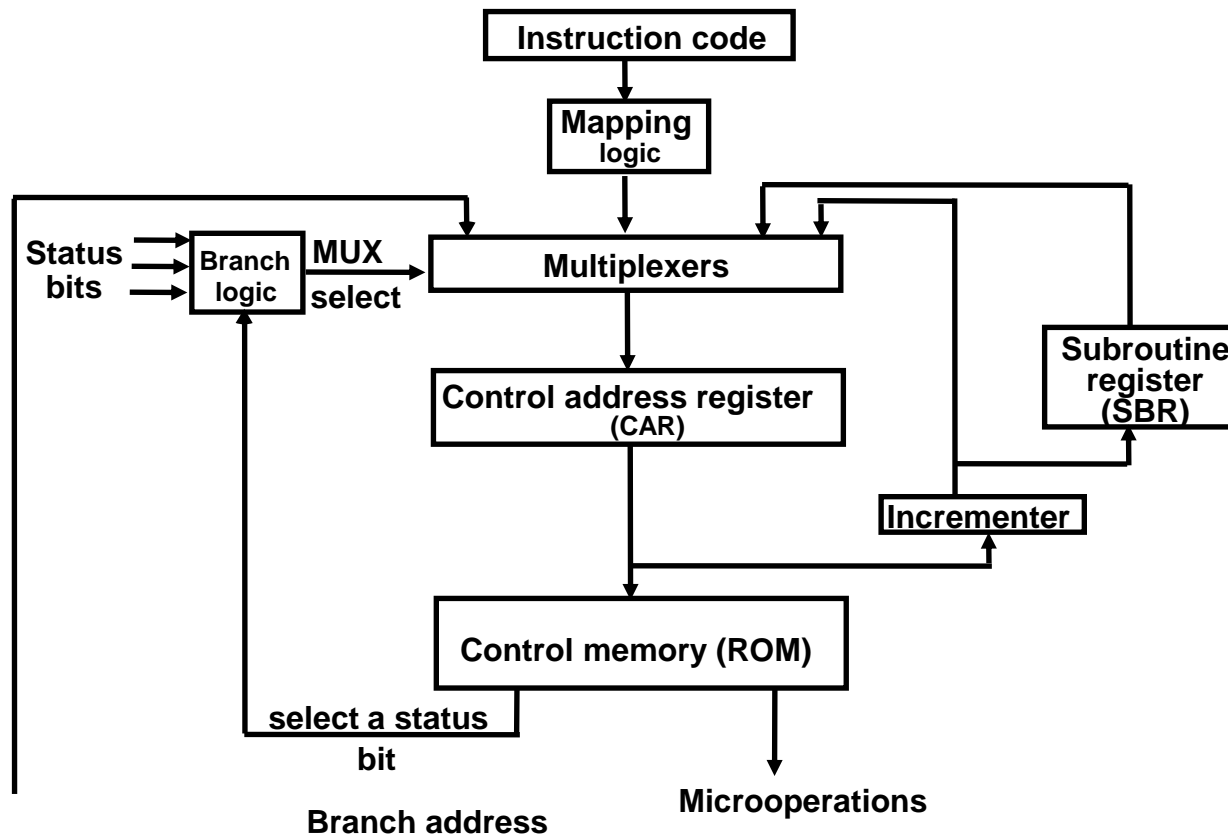 Instruction code
Mapping
logic
Status
bits
Branch
logic
MUX
select
Multiplexers
Subroutine
register
(SBR)
Control address register
(CAR)
Incrementer
Control memory (ROM)
select a status
bit
Branch address
Microoperations